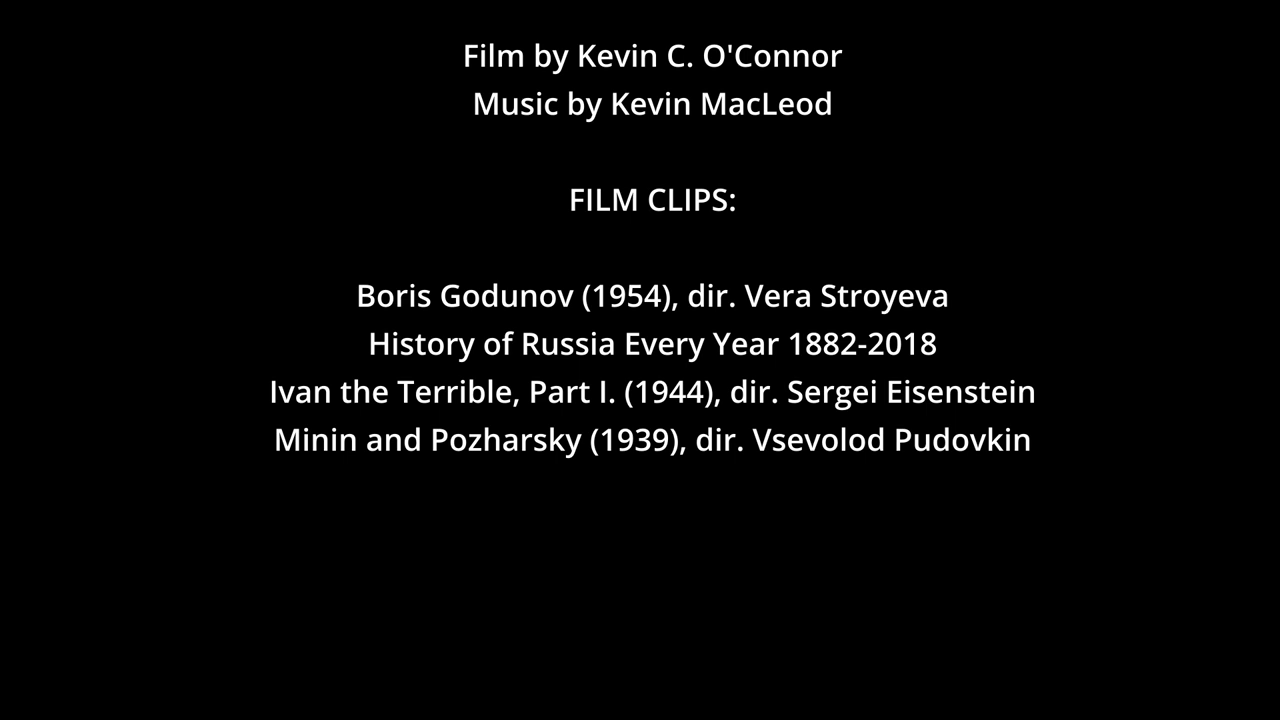 Film by Kevin C. O'Connor
Music by Kevin MacLeod
FILM CLIPS:
Boris Godunov (1954), dir. Vera Stroyeva
History of Russia Every Year 1882-2018
Ivan the Terrible, Part I. (1944), dir. Sergei Eisenstein
Minin and Pozharsky (1939), dir. Vsevolod Pudovkin